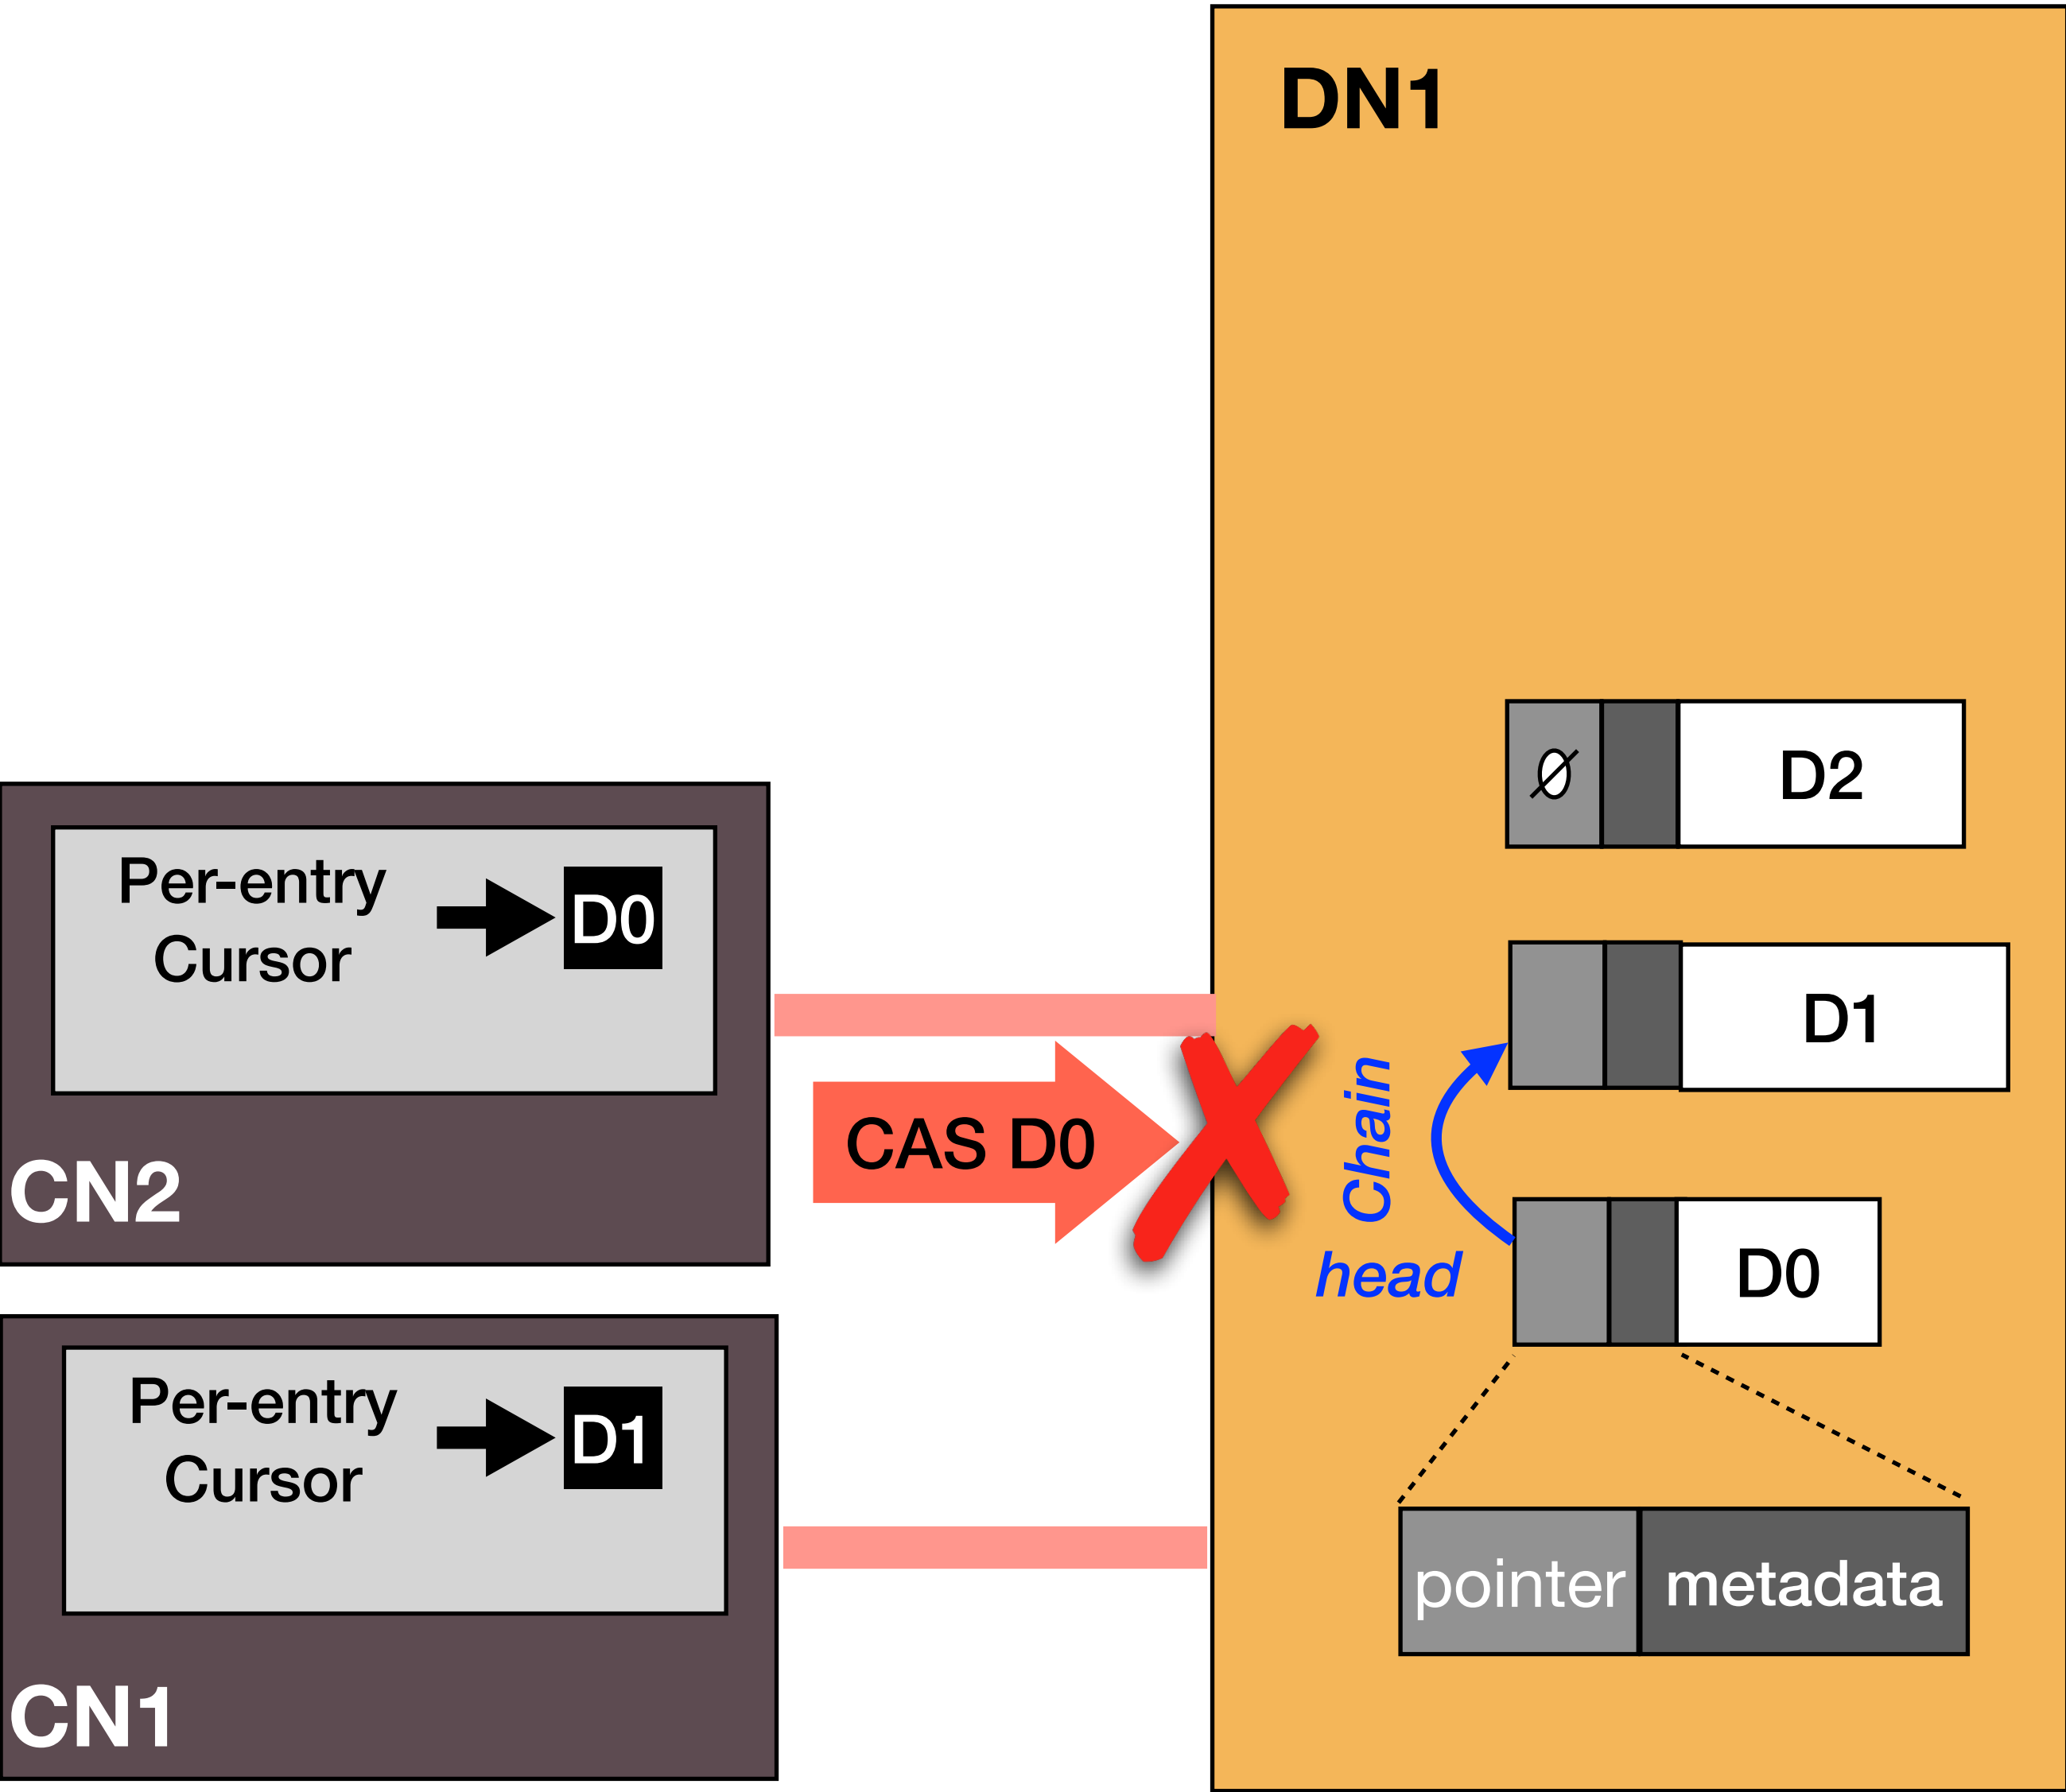 DN1
D2
Per-entry
Cursor
D0
D1
CAS D0
Chain
head
CN2
D0
Per-entry
Cursor
D1
pointer
metadata
CN1